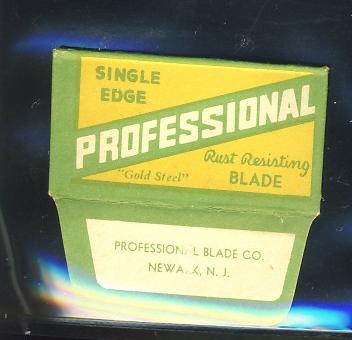 SINGLE
EDGE
PROFESSIONAL
"Gold Steel"
Rust Resisting
BLADE
PROFESSIONAL BLADE CO.
NEWARK, N. J.